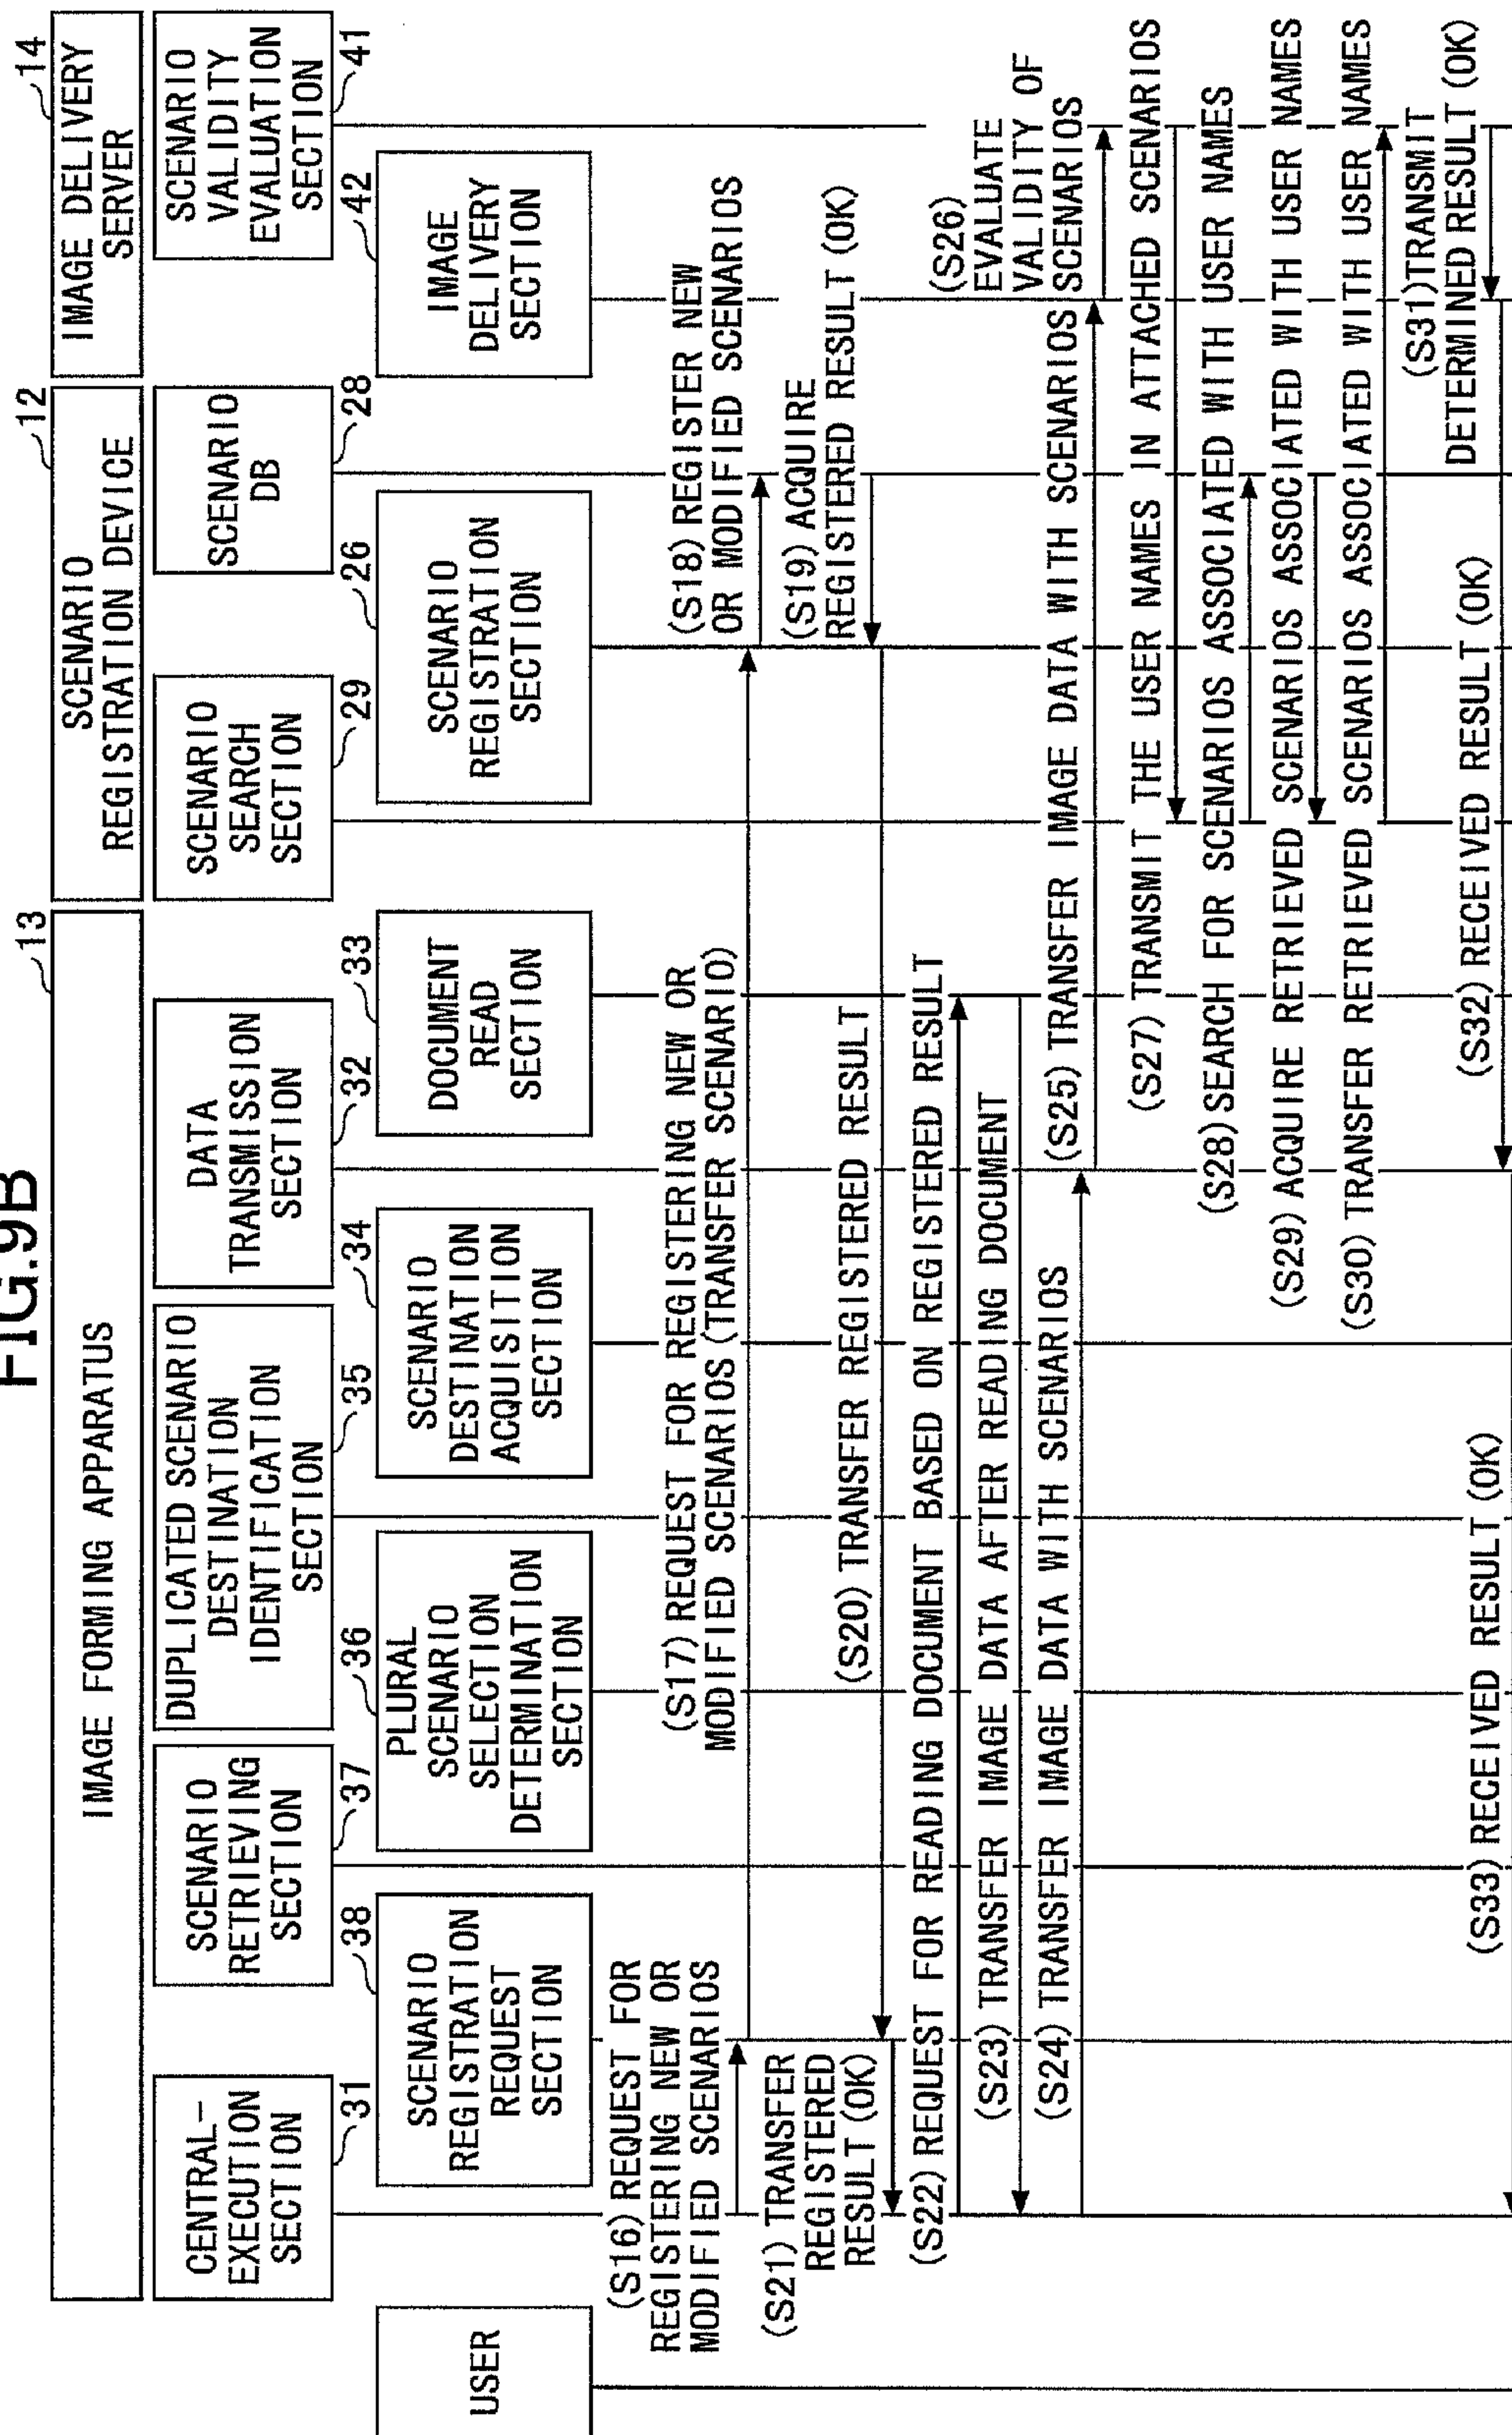 FIG.9B
13
12
14
IMAGE FORMING APPARATUS
SCENARIO
REGISTRATION DEVICE
IMAGE DELIVERY
SERVER
CENTRAL-
EXECUTION
SECTION
31
SCENARIO
RETRIEVING
SECTION
37
DUPLICATED SCENARIO
DESTINATION
IDENTIFICATION
SECTION
35
DATA
TRANSMISSION
SECTION
32
SCENARIO
SEARCH
SECTION
29
SCENARIO
DB
28
SCENARIO
VALIDITY
EVALUATION
SECTION
41
USER
38
SCENARIO
REGISTRATION
REQUEST
SECTION
36
PLURAL
SCENARIO
SELECTION
DETERMINATION
SECTION
34
SCENARIO
DESTINATION
ACQUISITION
SECTION
33
DOCUMENT
READ
SECTION
26
SCENARIO
REGISTRATION
SECTION
42
IMAGE
DELIVERY
SECTION
(S16) REQUEST FOR
REGISTERING NEW OR
MODIFIED SCENARIOS
(S17) REQUEST FOR REGISTERING NEW OR
MODIFIED SCENARIOS (TRANSFER SCENARIO)
(S18) REGISTER NEW
OR MODIFIED SCENARIOS
(S19) ACQUIRE
REGISTERED RESULT (OK)
(S20) TRANSFER REGISTERED RESULT
(S21) TRANSFER
REGISTERED
RESULT (OK)
(S22) REQUEST FOR READING DOCUMENT BASED ON REGISTERED RESULT
(S23) TRANSFER IMAGE DATA AFTER READING DOCUMENT
(S24) TRANSFER IMAGE DATA WITH SCENARIOS
(S25) TRANSFER IMAGE DATA WITH SCENARIOS
(S26)
EVALUATE
VALIDITY OF
SCENARIOS
(S27) TRANSMIT THE USER NAMES IN ATTACHED SCENARIOS
(S28) SEARCH FOR SCENARIOS ASSOCIATED WITH USER NAMES
(S29) ACQUIRE RETRIEVED SCENARIOS ASSOCIATED WITH USER NAMES
(S30) TRANSFER RETRIEVED SCENARIOS ASSOCIATED WITH USER NAMES
(S31) TRANSMIT
DETERMINED RESULT (OK)
(S32) RECEIVED RESULT (OK)
(S33) RECEIVED RESULT (OK)